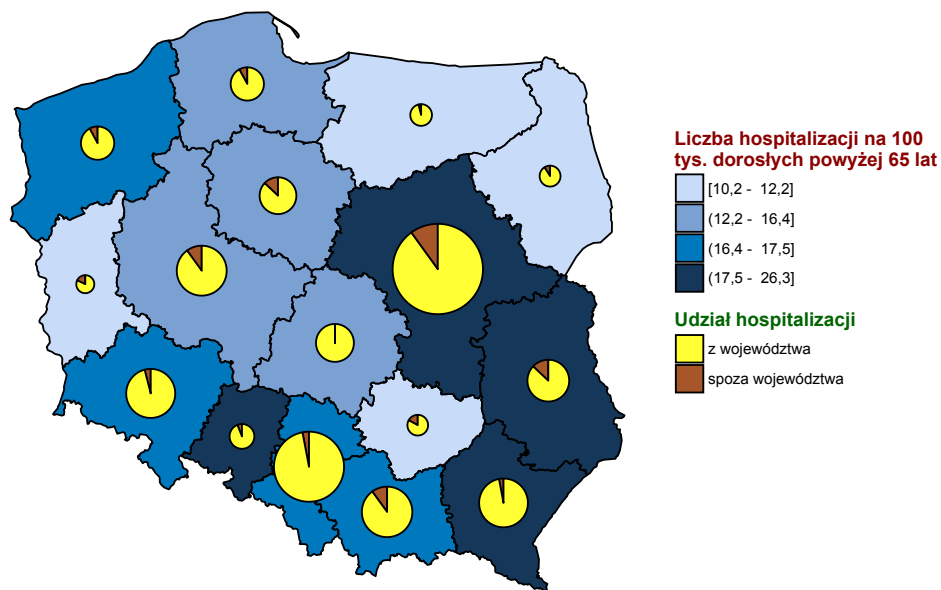 Liczba hospitalizacji na 100
tys. dorosłych powyżej 65 lat
[10,2 - 12,2]
(12,2 - 16,4]
(16,4 - 17,5]
(17,5 - 26,3]
Udział hospitalizacji
z województwa
spoza województwa